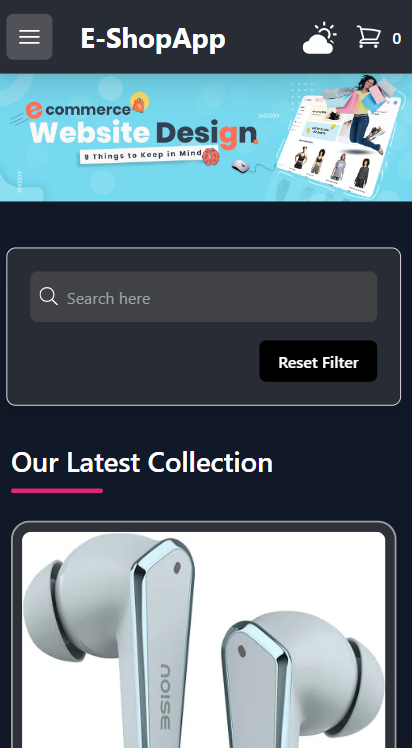 E-ShopApp
0
ecommerce
Website Design
9 Things to Keep in Mind
Search here
Reset Filter
Our Latest Collection
noise